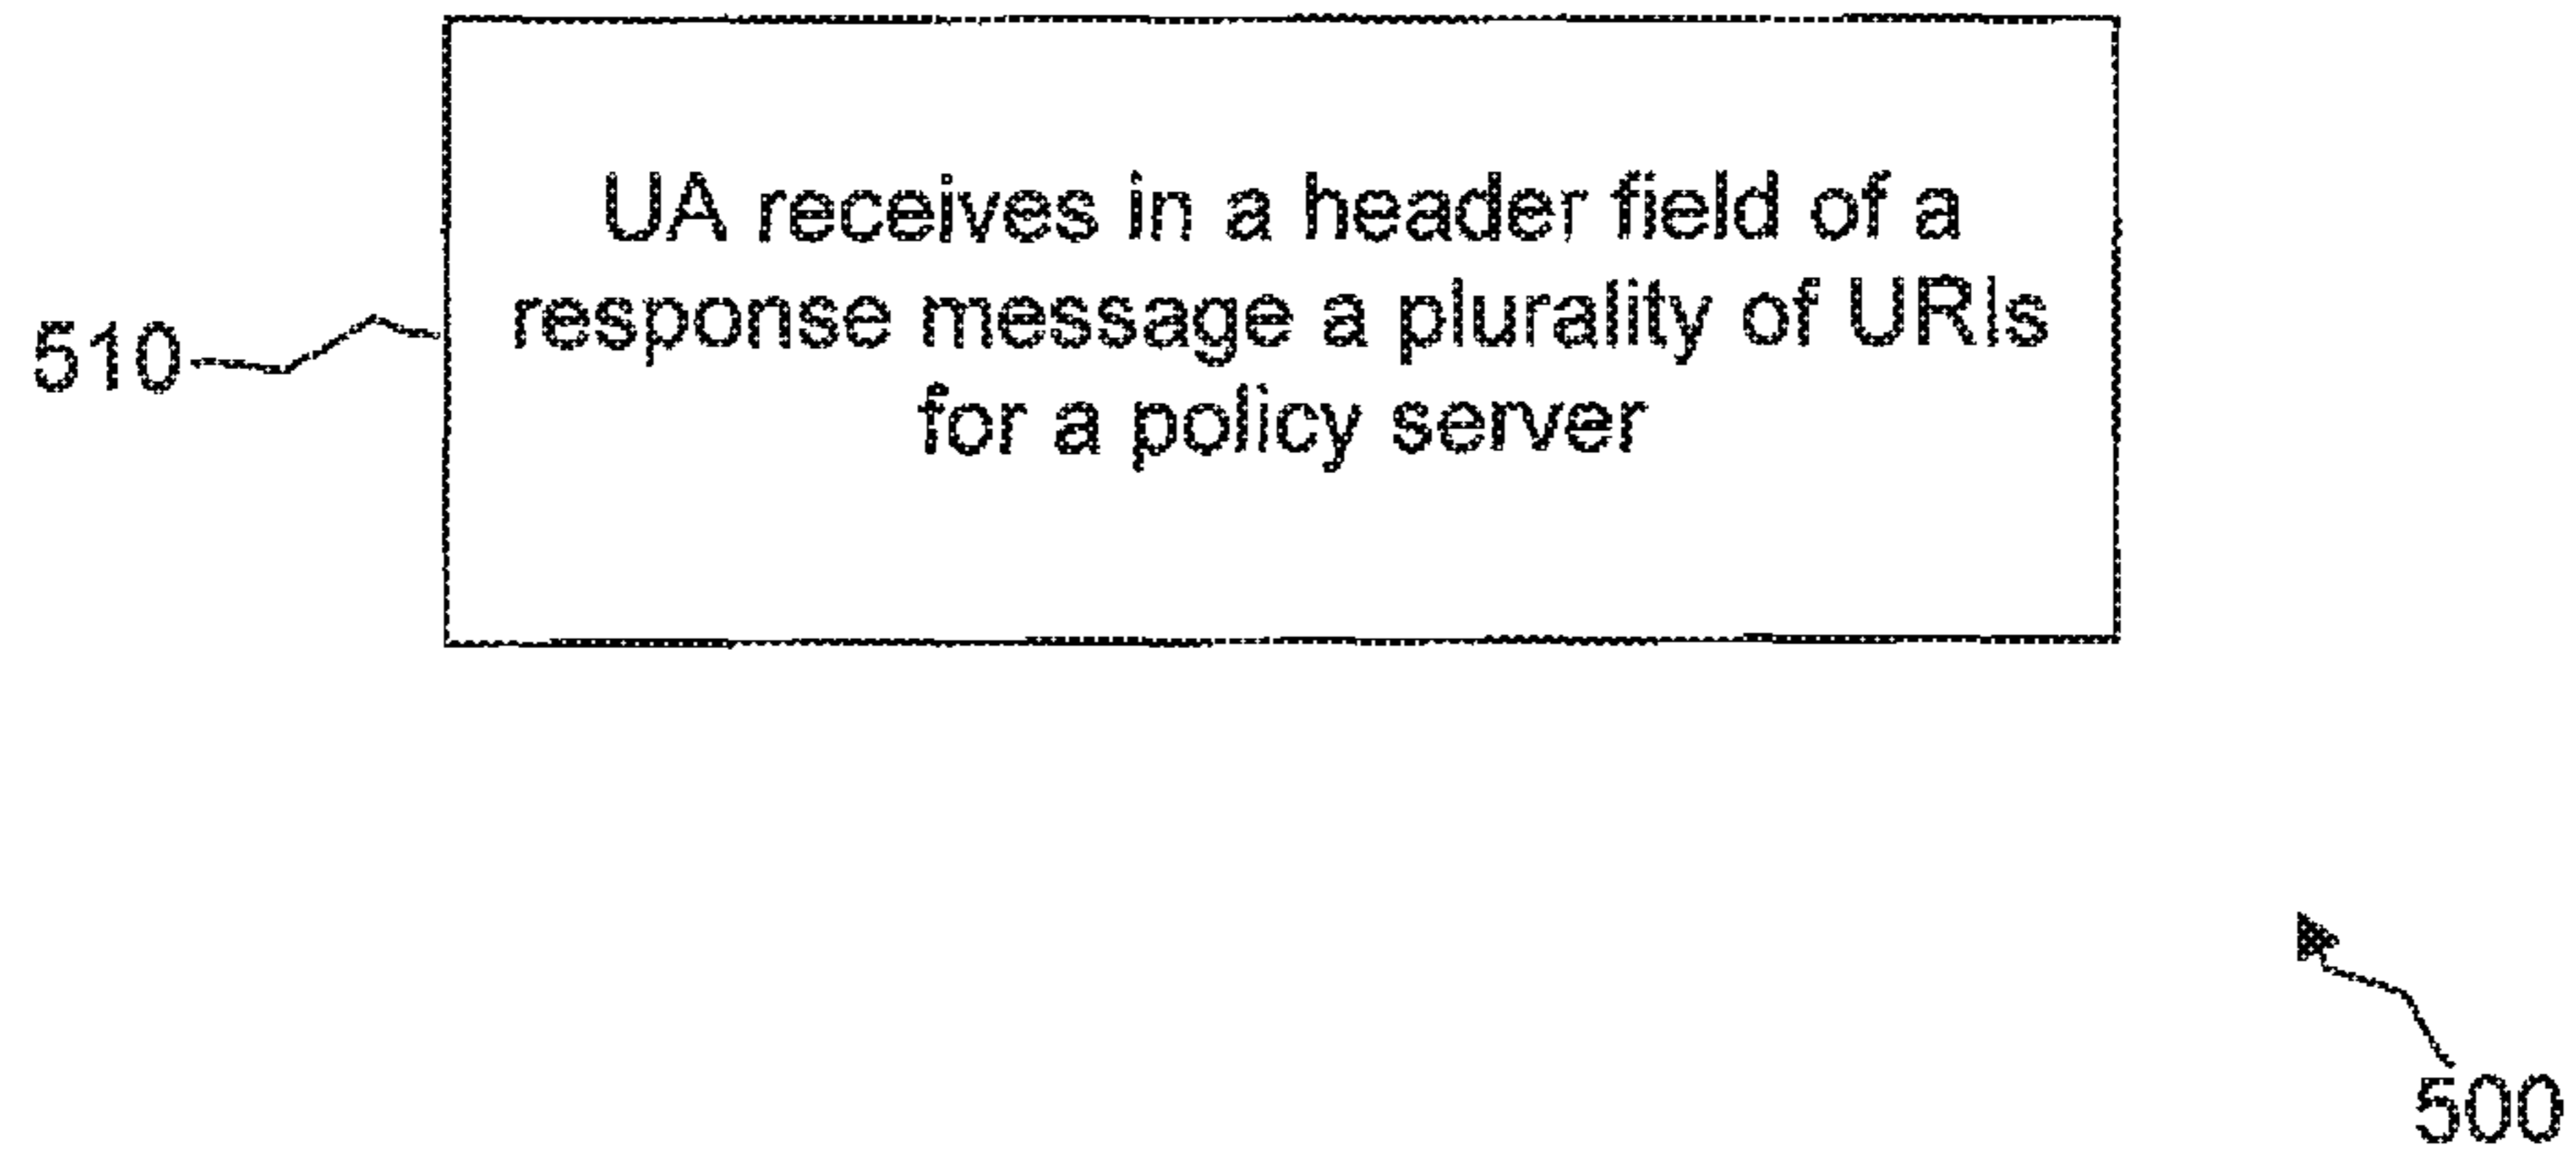 UA receives in a header field of a
response message a plurality of URIs
for a policy server
510
500